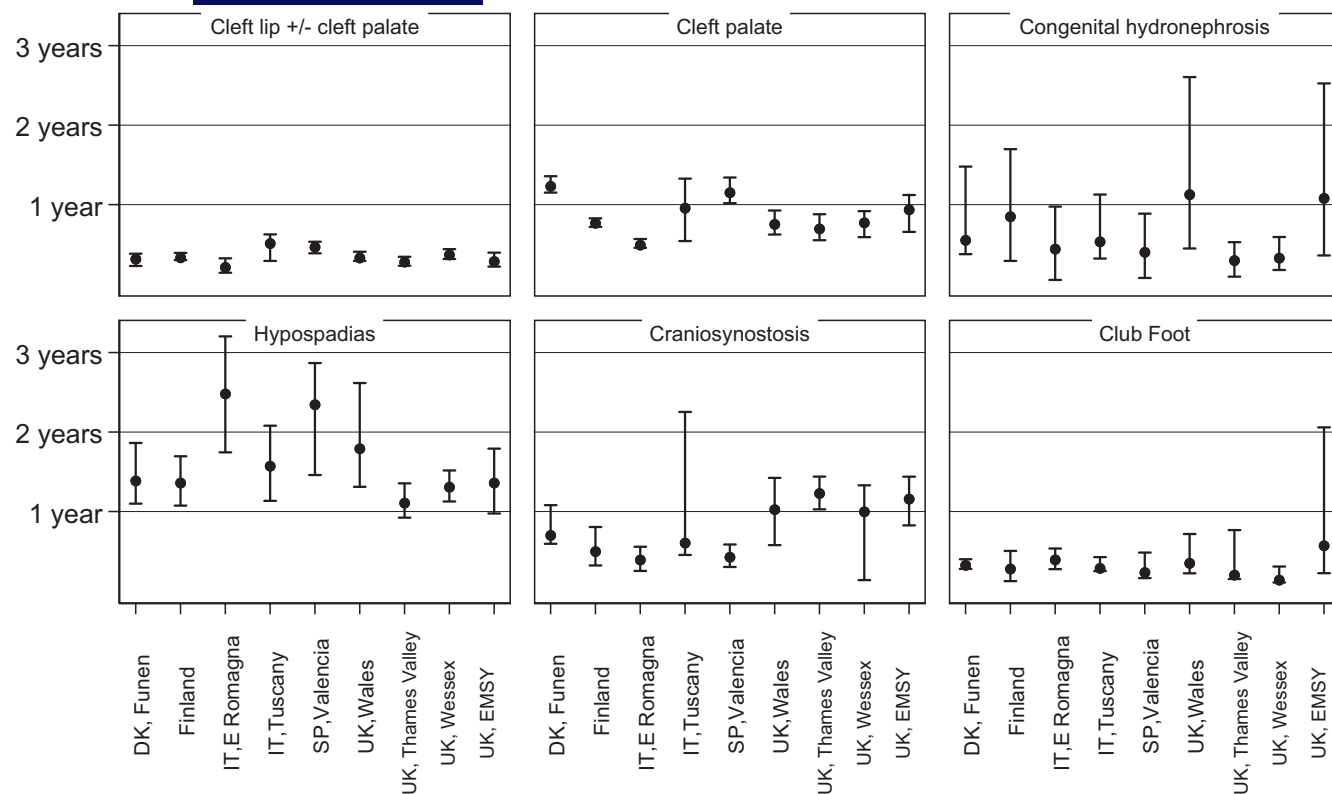 Cleft lip +/- cleft palate
Cleft palate
Congenital hydronephrosis
3 years
2 years
1 year
Hypospadias
Craniosynostosis
Club Foot
3 years
2 years
1 year
DK, Funen
Finland
IT,E Romagna
IT,Tuscany
SP,Valencia
UK,Wales
UK, Thames Valley
UK, Wessex
UK, EMSY
DK, Funen
Finland
IT,E Romagna
IT,Tuscany
SP,Valencia
UK,Wales
UK, Thames Valley
UK, Wessex
UK, EMSY
DK, Funen
Finland
IT,E Romagna
IT,Tuscany
SP,Valencia
UK,Wales
UK, Thames Valley
UK, Wessex
UK, EMSY